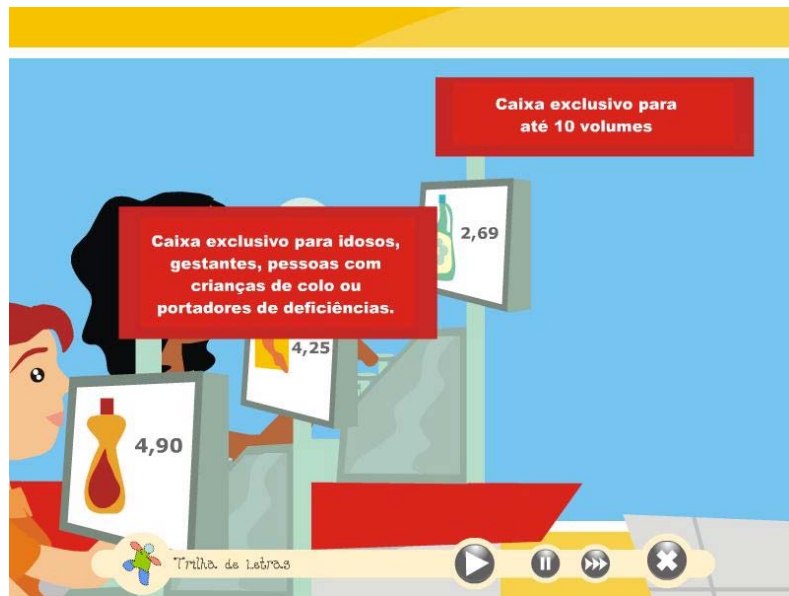 Caixa exclusivo para
até 10 volumes
2,69
Caixa exclusivo para idosos,
gestantes, pessoas com
crianças de colo ou
portadores de deficiências.
4,25
4,90
Trilha de Letras